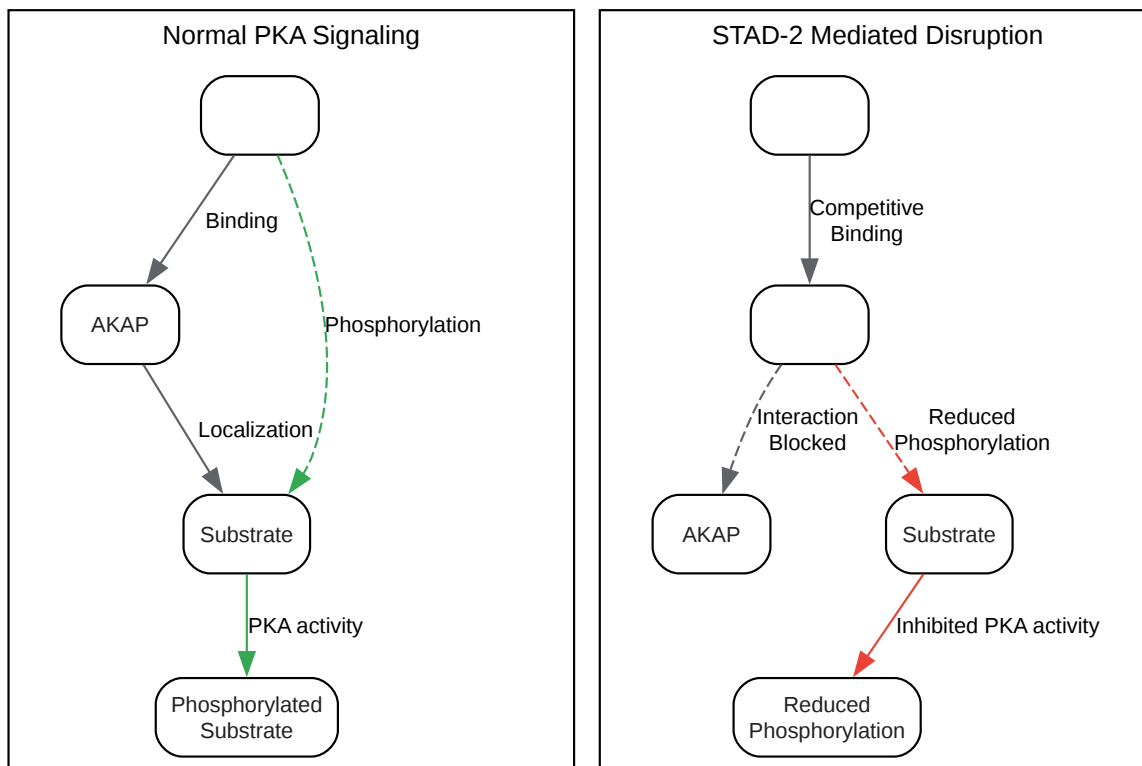 Normal PKA Signaling
Binding
AKAP
Phosphorylation
Localization
Substrate
PKA activity
Phosphorylated
Substrate
STAD-2 Mediated Disruption
Competitive
Binding
Interaction
Blocked
Reduced
Phosphorylation
AKAP
Substrate
Inhibited PKA activity
Reduced
Phosphorylation